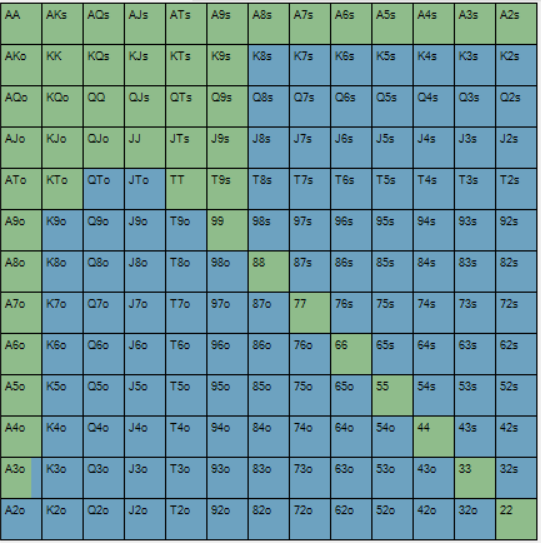 AA AKs AQs AJs ATs A9s A8s A7s A6s A5s A4s A3s A2s
AKo KK KQs KJs KTs K9s K8s K7s K6s K5s K4s K3s K2s
AQo KQo QQ QJs QTs Q9s Q8s Q7s Q6s Q5s Q4s Q3s Q2s
AJo KJo QJo JJ JTs J9s J8s J7s J6s J5s J4s J3s J2s
ATo KTo QTo JTo TT T9s T8s T7s T6s T5s T4s T3s T2s
A9o K9o Q9o J9o T9o 99 98s 97s 96s 95s 94s 93s 92s
A8o K8o Q8o J8o T8o 98o 88 87s 86s 85s 84s 83s 82s
A7o K7o Q7o J7o T7o 97o 87o 77 76s 75s 74s 73s 72s
A6o K6o Q6o J6o T6o 96o 86o 76o 66 65s 64s 63s 62s
A5o K5o Q5o J5o T5o 95o 85o 75o 65o 55 54s 53s 52s
A4o K4o Q4o J4o T4o 94o 84o 74o 64o 54o 44 43s 42s
A3o K3o Q3o J3o T3o 93o 83o 73o 63o 53o 43o 33 32s
A2o K2o Q2o J2o T2o 92o 82o 72o 62o 52o 42o 32o 22